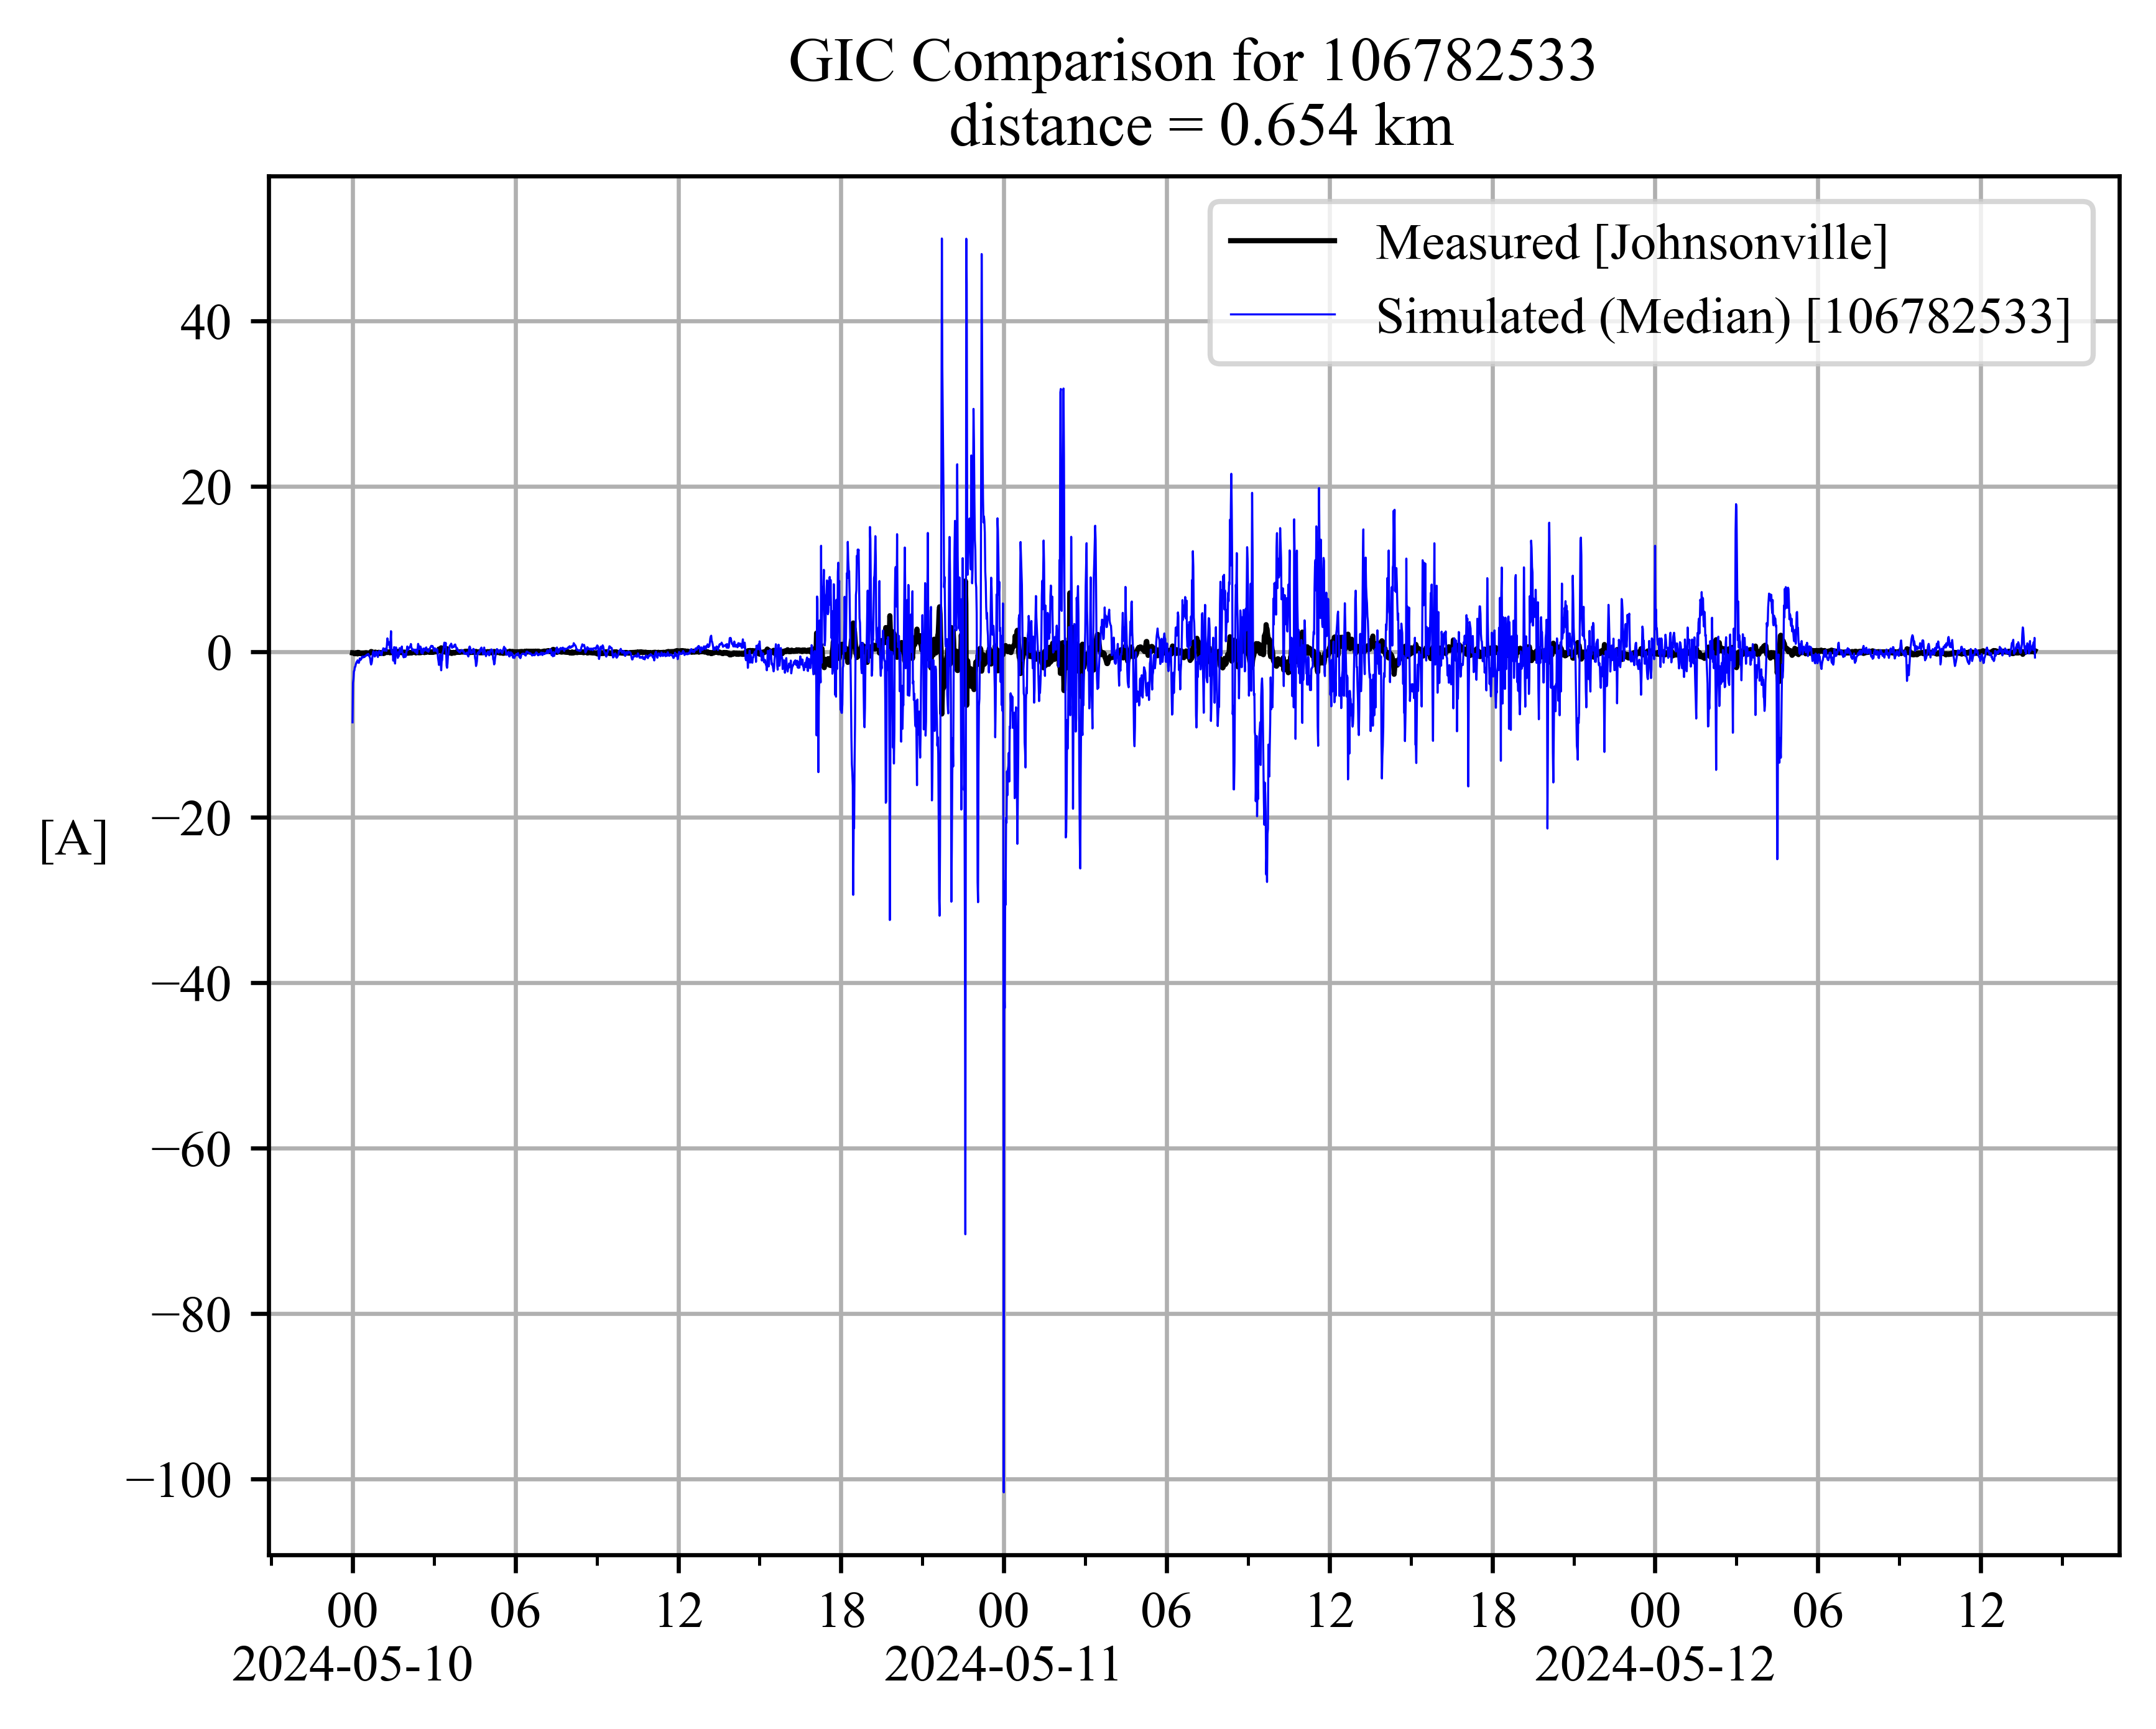 GIC Comparison for 106782533
distance = 0.654 km
Measured [Johhnsonville]
Simulated (Median) [106782533]
40
20
0
−20
[A]
−40
−60
−80
−100
00 06 12 18 00 06 12 18 00 06 12
2024-05-10 2024-05-11 2024-05-12